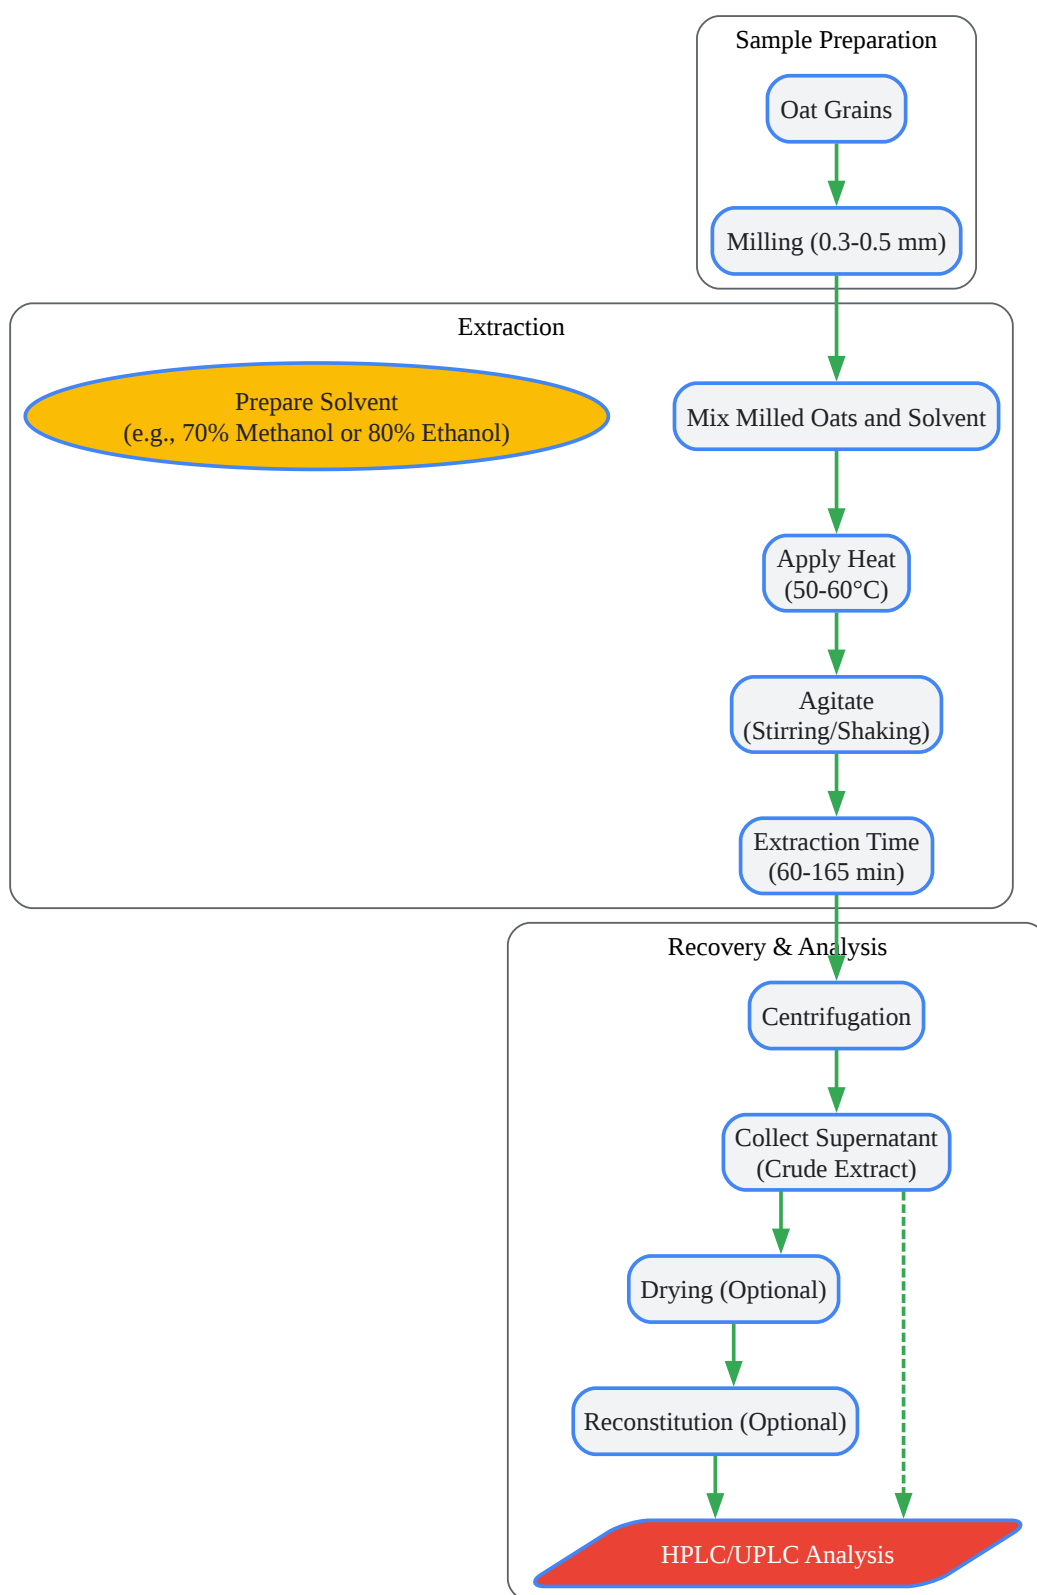 Sample Preparation
Oat Grains
Milling (0.3-0.5 mm)
Extraction
Prepare Solvent
(e.g., 70% Methanol or 80% Ethanol)
Mix Milled Oats and Solvent
Apply Heat
(50-60°C)
Agitate
(Stirring/Shaking)
Extraction Time
(60-165 min)
Recovery & Analysis
Centrifugation
Collect Supernatant
(Crude Extract)
Drying (Optional)
Reconstitution (Optional)
HPLC/UPLC Analysis